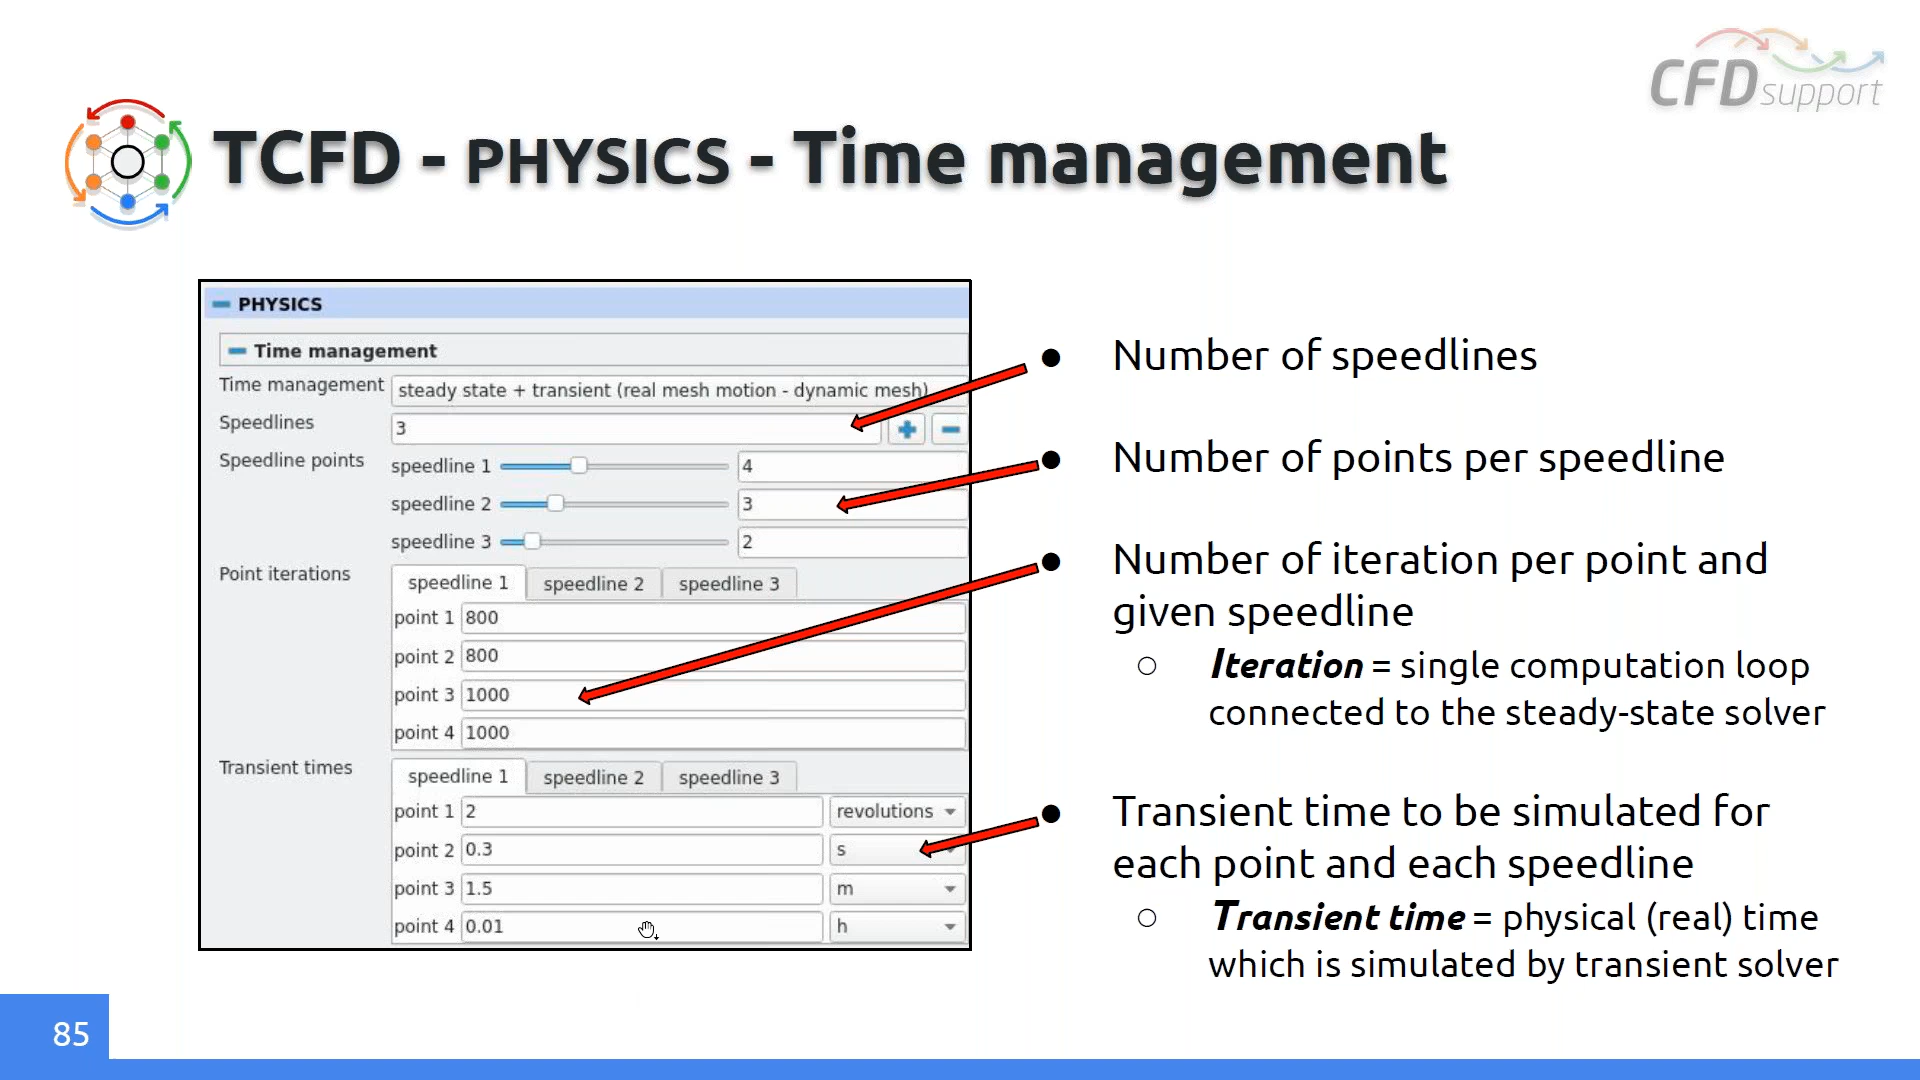 CFD support
TCFD - PHYSICS - Time management
PHYSICS
Time management
Time management steady state + transient (real mesh motion - dynamic mesh)
Speedlines 3
Speedline points speedline 1 4
speedline 2 3
speedline 3 2
Point iterations speedline 1 speedline 2 speedline 3
point 1 800
point 2 800
point 3 1000
point 4 1000
Transient times speedline 1 speedline 2 speedline 3
point 1 2 revolutions
point 2 0.3 s
point 3 1.5 m
point 4 0.01 h
● Number of speedlines
● Number of points per speedline
● Number of iteration per point and
given speedline
○ Iteration = single computation loop
connected to the steady-state solver
● Transient time to be simulated for
each point and each speedline
○ Transient time = physical (real) time
which is simulated by transient solver
85